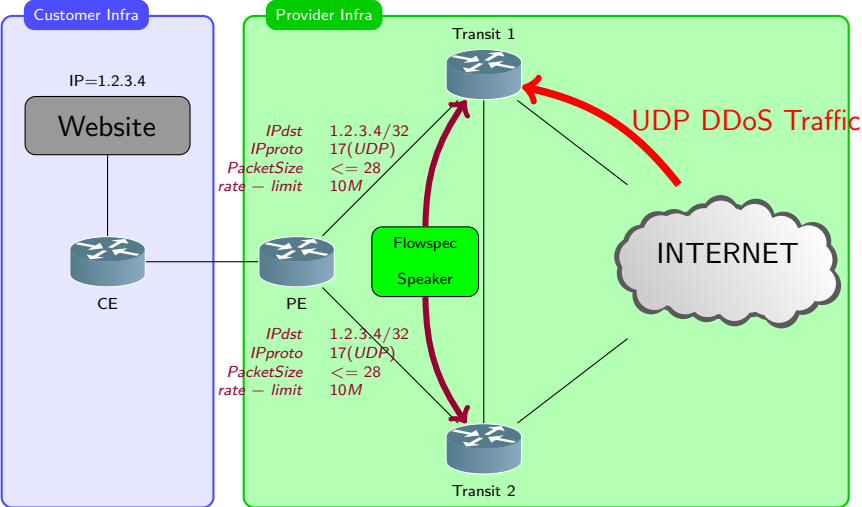 Customer Infra
Provider Infra
Transit 1
IP=1.2.3.4
Website
UDP DDoS Traffic
IPdst 1.2.3.4/32
IPproto 17(UDP)
PacketSize <= 28
rate − limit 10M
Flowspec
Speaker
INTERNET
CE
PE
IPdst 1.2.3.4/32
IPproto 17(UDP)
PacketSize <= 28
rate − limit 10M
Transit 2